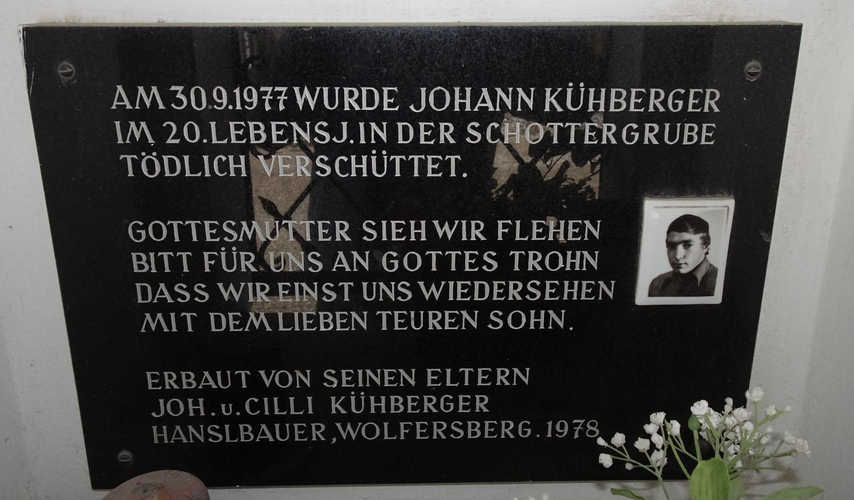 AM 30.9.1977 WURDE JOHANN KÜHBERGER
IM 20. LEBENSJ. IN DER SCHOTTERGRUBE
TÖDLICH VERSCHÜTTET.
GOTTESMUTTER SIEH WIR FLEHEN
BITT FÜR UNS AN GOTTES TROHN
DASS WIR EINST UNS WIEDERSEHEN
MIT DEM LIEBEN TEUREN SOHN.
ERBAUT VON SEINEN ELTERN
JOH. u. CILLI KÜHBERGER
HANSLBAUER, WOLFERSBERG. 1978